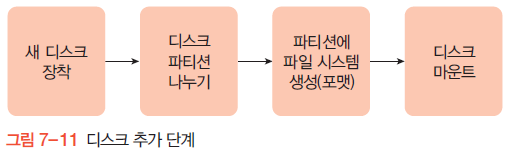 새 디스크
장착
디스크
파티션
나누기
파티션에
파일 시스템
생성(포맷)
디스크
마운트
그림 7-11 디스크 추가 단계